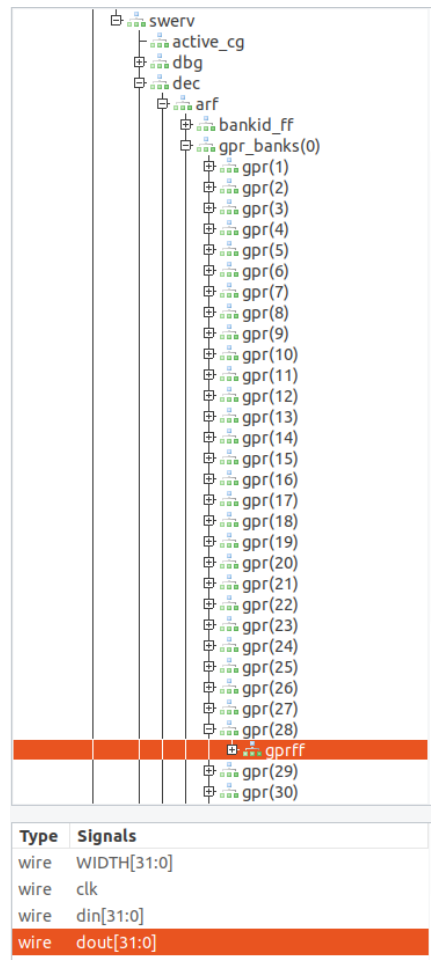 swerv
active_cg
dbg
dec
arf
bankid_ff
gpr_banks(0)
gpr(1)
gpr(2)
gpr(3)
gpr(4)
gpr(5)
gpr(6)
gpr(7)
gpr(8)
gpr(9)
gpr(10)
gpr(11)
gpr(12)
gpr(13)
gpr(14)
gpr(15)
gpr(16)
gpr(17)
gpr(18)
gpr(19)
gpr(20)
gpr(21)
gpr(22)
gpr(23)
gpr(24)
gpr(25)
gpr(26)
gpr(27)
gpr(28)
gprff
gpr(29)
gpr(30)
Type Signals
wire WIDTH[31:0]
wire clk
wire din[31:0]
wire dout[31:0]